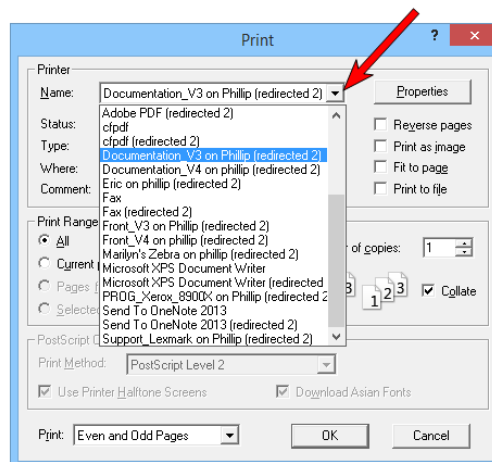 Print
?
Printer
Name:
Documentation_V3 on Phillip (redirected 2)
Properties
Status:
Type:
Where:
Comment:
Adobe PDF (redirected 2)
cfpdf
cfpdf (redirected 2)
Documentation_V3 on Phillip (redirected 2)
Documentation_V4 on phillip (redirected 2)
Eric on phillip (redirected 2)
Fax
Fax (redirected 2)
Front_V3 on Phillip (redirected 2)
Front_V4 on phillip (redirected 2)
Marilyn's Zebra on phillip (redirected 2)
Microsoft XPS Document Writer
Microsoft XPS Document Writer (redirected
PROG_Xerox_8900X on Phillip (redirected 2
Send To OneNote 2013
Send To OneNote 2013 (redirected 2)
Support_Lexmark on Phillip (redirected 2)
Reverse pages
Print as image
Fit to page
Print to file
Print Range
All
Current
Pages
Selected
of copies:
1
3
1 2 3
Collate
PostScript
Print Method:
PostScript Level 2
Use Printer Halftone Screens
Download Asian Fonts
Print:
Even and Odd Pages
OK
Cancel